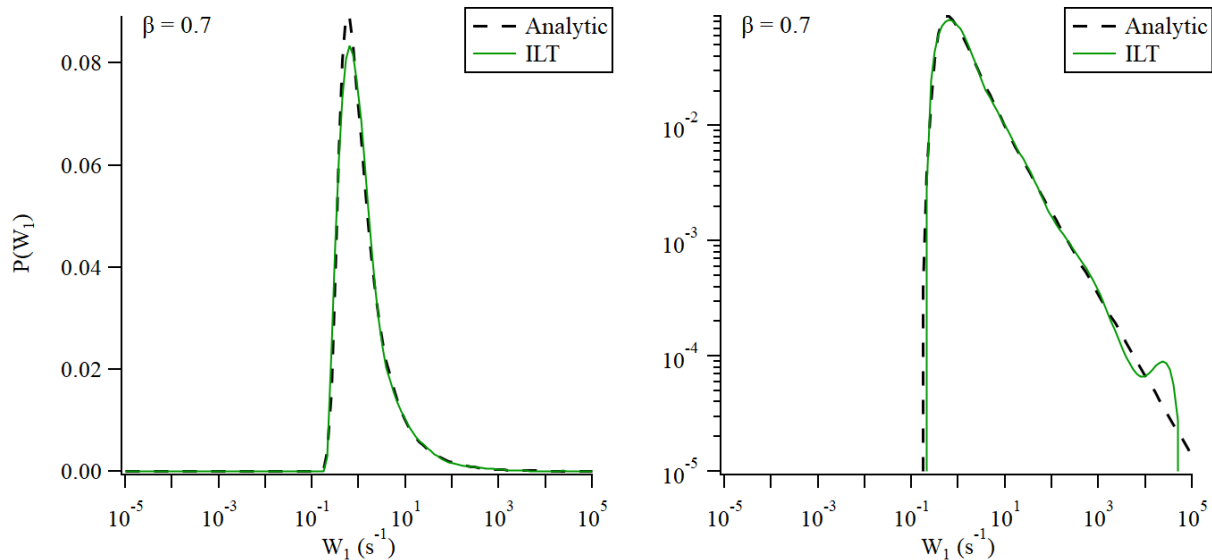 β = 0.7
Analytic
ILT
0.08
0.06
0.04
0.02
0.00
P(W₁)
10⁻⁵ 10⁻³ 10⁻¹ 10¹ 10³ 10⁵
W₁ (s⁻¹)
β = 0.7
Analytic
ILT
10⁻²
10⁻³
10⁻⁴
10⁻⁵
10⁻⁵ 10⁻³ 10⁻¹ 10¹ 10³ 10⁵
W₁ (s⁻¹)